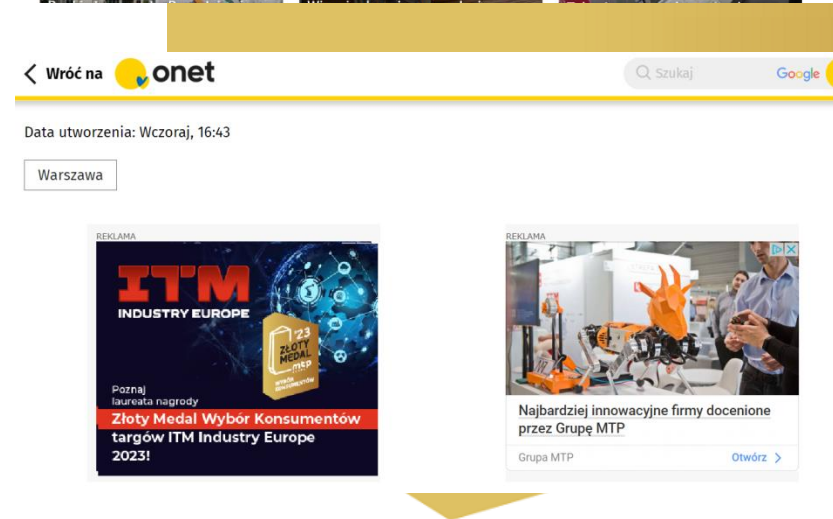 Wróć na onet
Szukaj
Google
Data utworzenia: Wczoraj, 16:43
Warszawa
REKLAMA
ITM
INDUSTRY EUROPE
'23
ZŁOTY
MEDAL
mtp
WYBÓR
KONSUMENTÓW
Poznaj
laureata nagrody
Złoty Medal Wybór Konsumentów
targów ITM Industry Europe
2023!
REKLAMA
Najbardziej innowacyjne firmy docenione
przez Grupę MTP
Grupa MTP
Otwórz